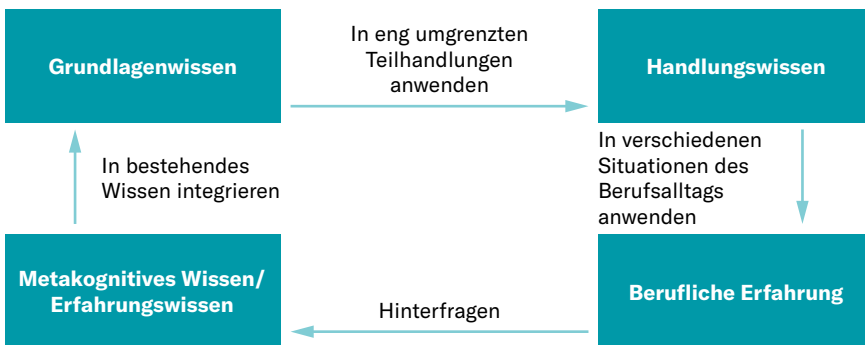 Grundlagenwissen
In eng umgrenzten
Teilhandlungen
anwenden
Handlungswissen
In verschiedenen
Situationen des
Berufsalltags
anwenden
In bestehendes
Wissen integrieren
Metakognitives Wissen/
Erfahrungswissen
Hinterfragen
Berufliche Erfahrung